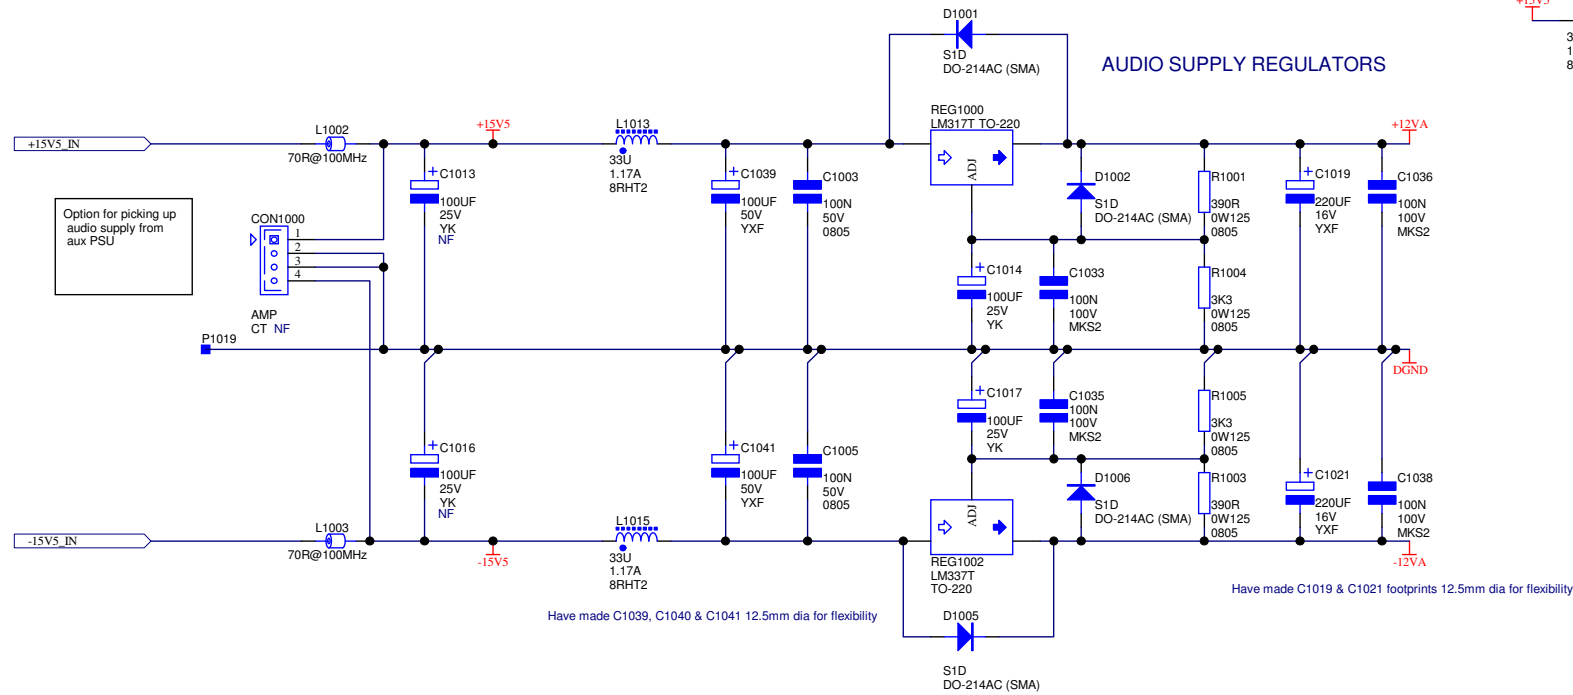 AUDIO SUPPLY REGULATORS
+15V5
3
1
8
D1001
S1D
DO-214AC (SMA)
+15V5_IN
L1002
70R@100MHz
+15V5
L1013
33U
1.17A
8RHT2
REG1000
LM317T TO-220
ADJ
+12VA
Option for picking up
audio supply from
aux PSU
CON1000
1
2
3
4
AMP
CT NF
P1019
+
C1013
100UF
25V
YK
NF
+
C1039
100UF
50V
YXF
C1003
100N
50V
0805
D1002
S1D
DO-214AC (SMA)
R1001
390R
0W125
0805
+
C1019
220UF
16V
YXF
C1036
100N
100V
MKS2
+
C1014
100UF
25V
YK
C1033
100N
100V
MKS2
R1004
3K3
0W125
0805
DGND
+
C1017
100UF
25V
YK
C1035
100N
100V
MKS2
R1005
3K3
0W125
0805
+
C1016
100UF
25V
YK
NF
+
C1041
100UF
50V
YXF
C1005
100N
50V
0805
D1006
S1D
DO-214AC (SMA)
R1003
390R
0W125
0805
+
C1021
220UF
16V
YXF
C1038
100N
100V
MKS2
-15V5_IN
L1003
70R@100MHz
-15V5
L1015
33U
1.17A
8RHT2
ADJ
REG1002
LM337T
TO-220
-12VA
Have made C1039, C1040 & C1041 12.5mm dia for flexibility
Have made C1019 & C1021 footprints 12.5mm dia for flexibility
D1005
S1D
DO-214AC (SMA)